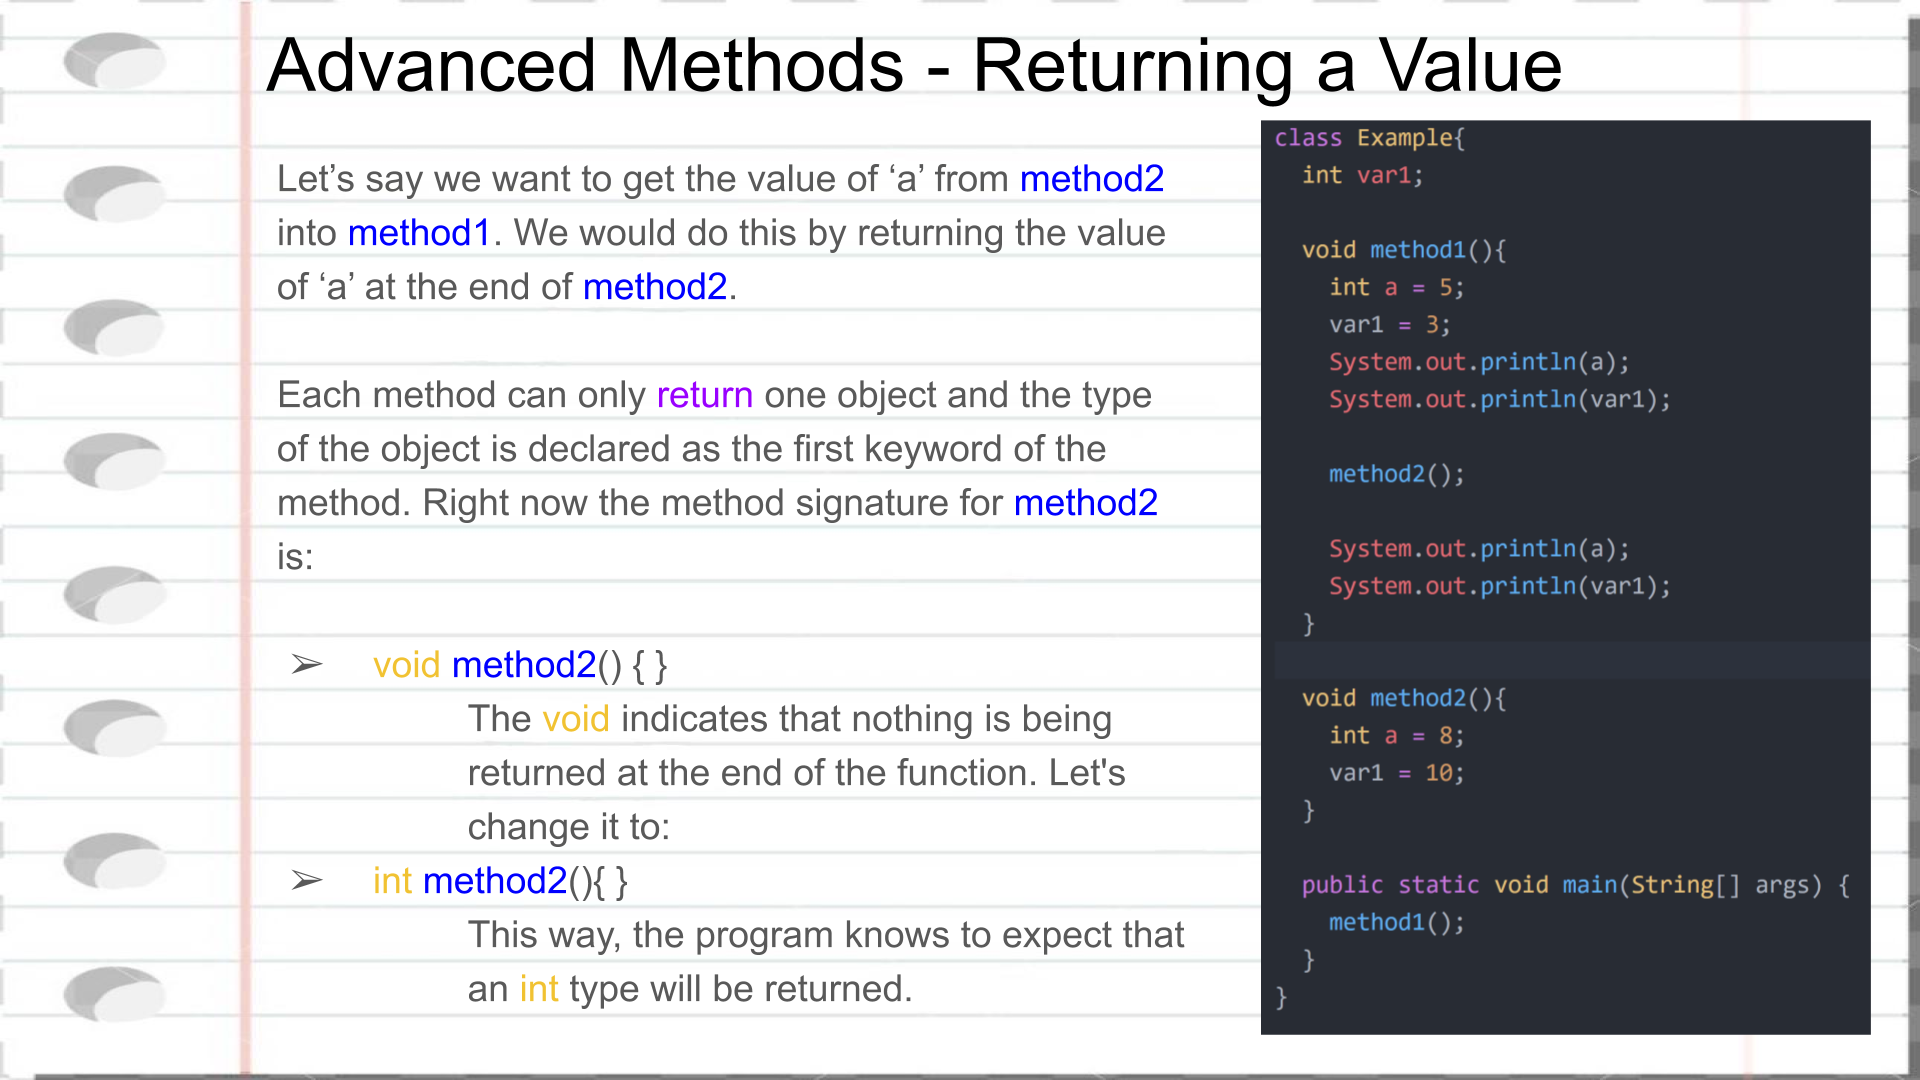 Advanced Methods - Returning a Value
Let’s say we want to get the value of ‘a’ from method2
into method1. We would do this by returning the value
of ‘a’ at the end of method2.
Each method can only return one object and the type
of the object is declared as the first keyword of the
method. Right now the method signature for method2
is:
➢ void method2() { }
The void indicates that nothing is being
returned at the end of the function. Let's
change it to:
➢ int method2(){ }
This way, the program knows to expect that
an int type will be returned.
class Example{
int var1;
void method1(){
int a = 5;
var1 = 3;
System.out.println(a);
System.out.println(var1);
method2();
System.out.println(a);
System.out.println(var1);
}
void method2(){
int a = 8;
var1 = 10;
}
public static void main(String[] args) {
method1();
}
}